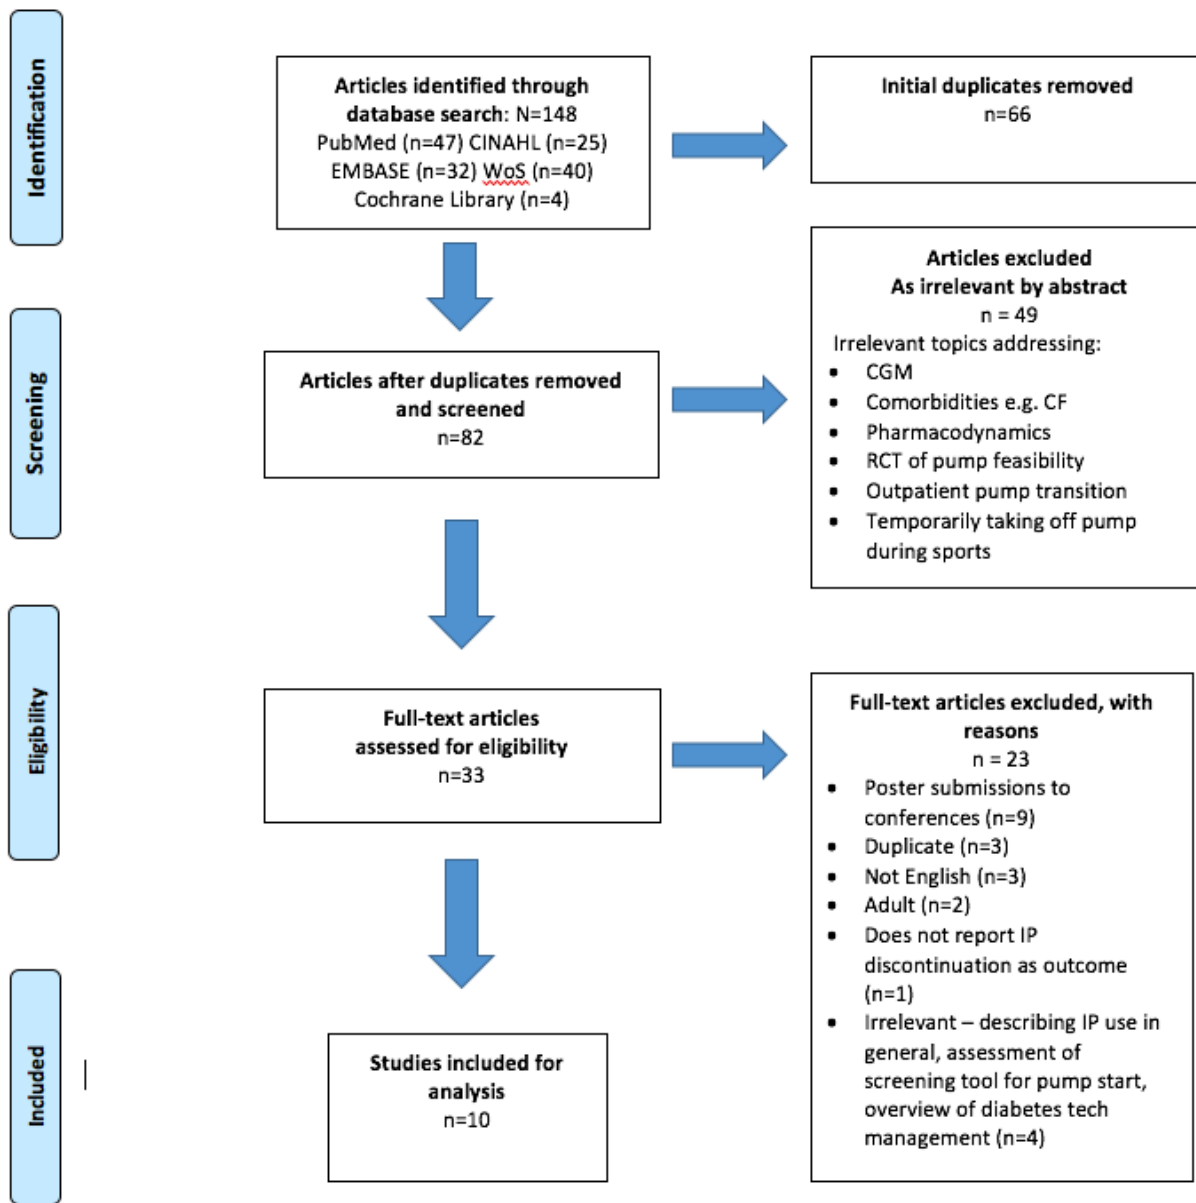 Identification
Articles identified through
database search: N=148
PubMed (n=47) CINAHL (n=25)
EMBASE (n=32) WoS (n=40)
Cochrane Library (n=4)
Initial duplicates removed
n=66
Screening
Articles after duplicates removed
and screened
n=82
Articles excluded
As irrelevant by abstract
n = 49
Irrelevant topics addressing:
• CGM
• Comorbidities e.g. CF
• Pharmacodynamics
• RCT of pump feasibility
• Outpatient pump transition
• Temporarily taking off pump
during sports
Eligibility
Full-text articles
assessed for eligibility
n=33
Full-text articles excluded, with
reasons
n = 23
• Poster submissions to
conferences (n=9)
• Duplicate (n=3)
• Not English (n=3)
• Adult (n=2)
• Does not report IP
discontinuation as outcome
(n=1)
• Irrelevant – describing IP use in
general, assessment of
screening tool for pump start,
overview of diabetes tech
management (n=4)
Included
Studies included for
analysis
n=10